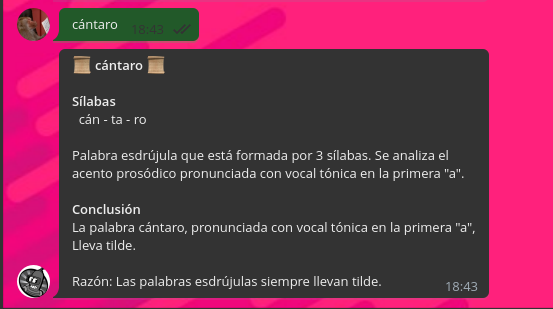 cántaro
18:43
cántaro
Sílabas
cán - ta - ro
Palabra esdrújula que está formada por 3 sílabas. Se analiza el
acento prosódico pronunciada con vocal tónica en la primera "a".
Conclusión
La palabra cántaro, pronunciada con vocal tónica en la primera "a",
Lleva tilde.
Razón: Las palabras esdrújulas siempre llevan tilde.
18:43